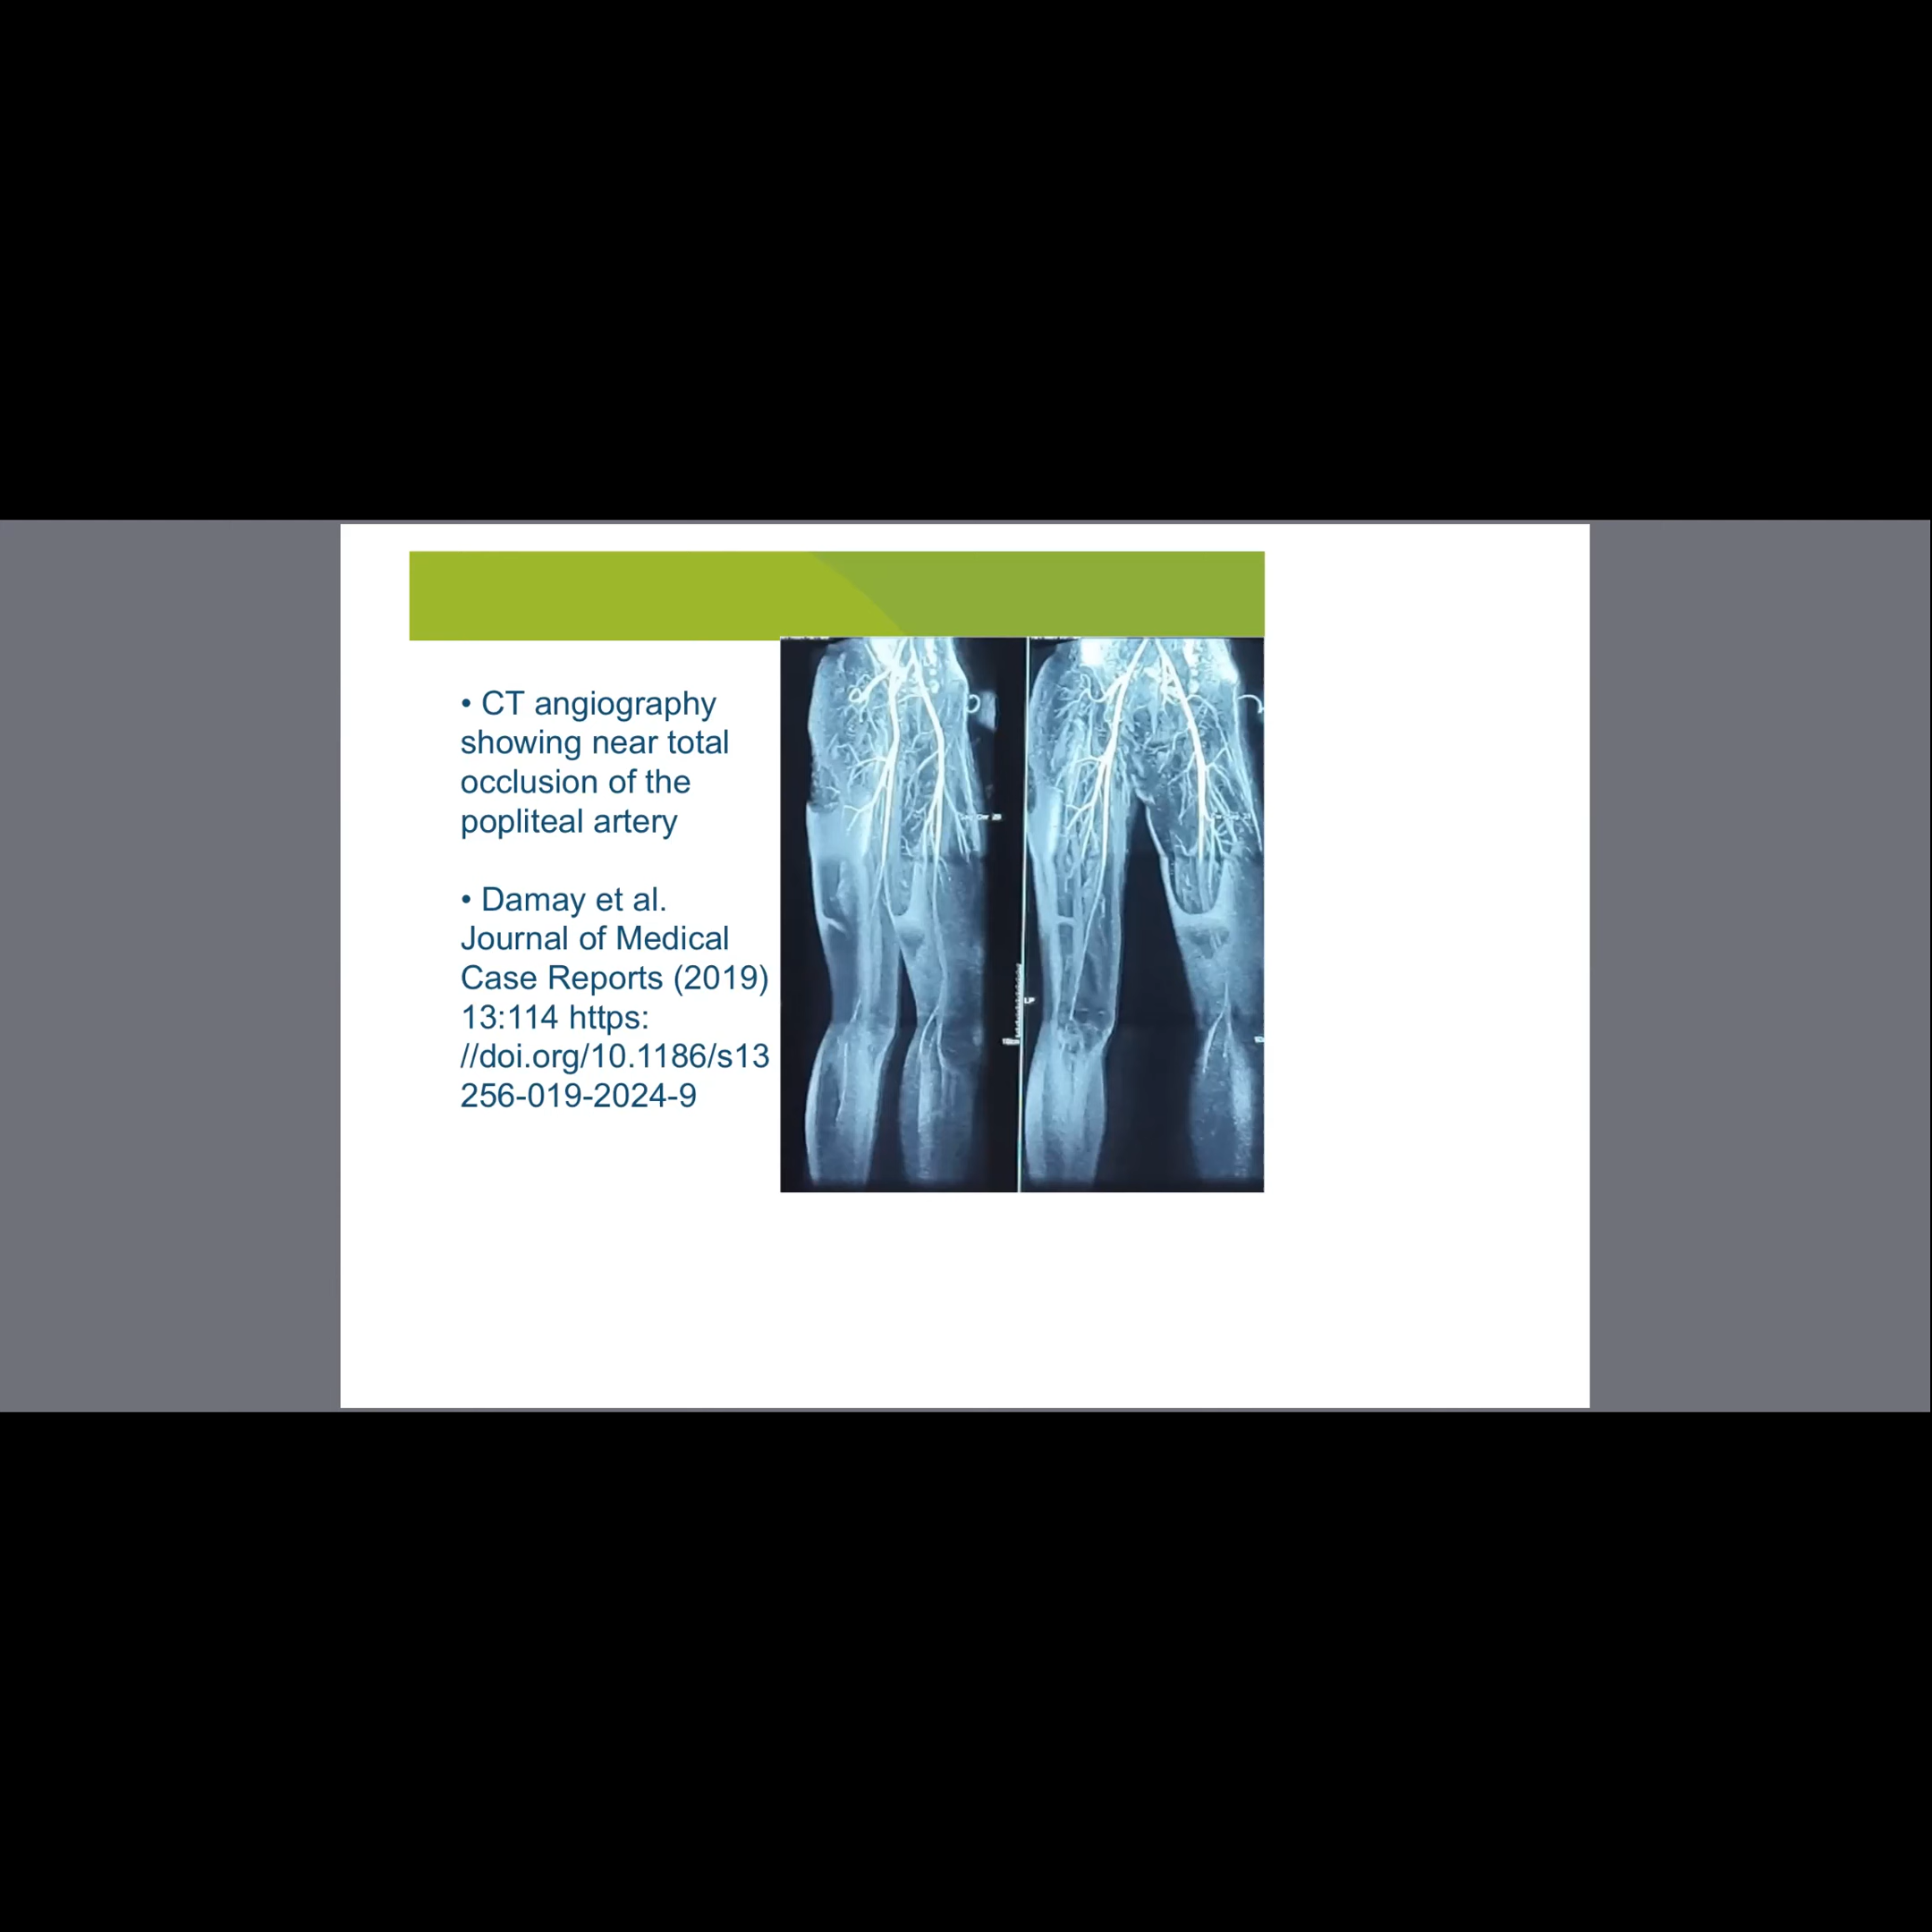 • CT angiography
showing near total
occlusion of the
popliteal artery
• Damay et al.
Journal of Medical
Case Reports (2019)
13:114 https:
//doi.org/10.1186/s13
256-019-2024-9
LP